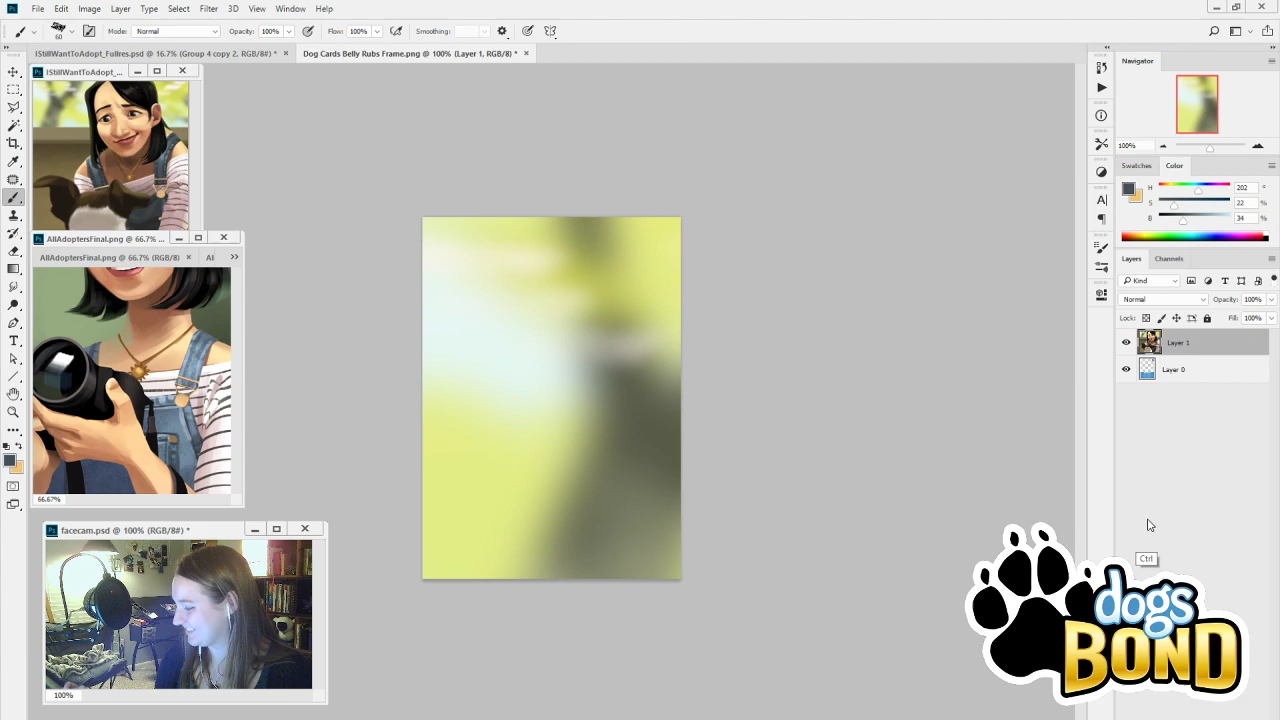 File Edit Image Layer Type Select Filter 3D View Window Help
60 Mode: Normal Opacity: 100% Flow: 100% Smoothing:
IStillWantToAdopt_Fullres.psd @ 16.7% (Group 4 copy 2, RGB/8#) * × Dog Cards Belly Rubs Frame.png @ 100% (Layer 1, RGB/8) * ×
IStillWantToAdopt_...
AllAdoptersFinal.png @ 66.7% ...
AllAdoptersFinal.png @ 66.7% (RGB/8) × Al
66.67%
facecam.psd @ 100% (RGB/8#) *
100%
Navigator
100%
Swatches Color
H 202 °
S 22 %
B 34 %
Layers Channels
Kind
Normal Opacity: 100%
Lock: Fill: 100%
Layer 1
Layer 0
Ctrl
dogs
BOND